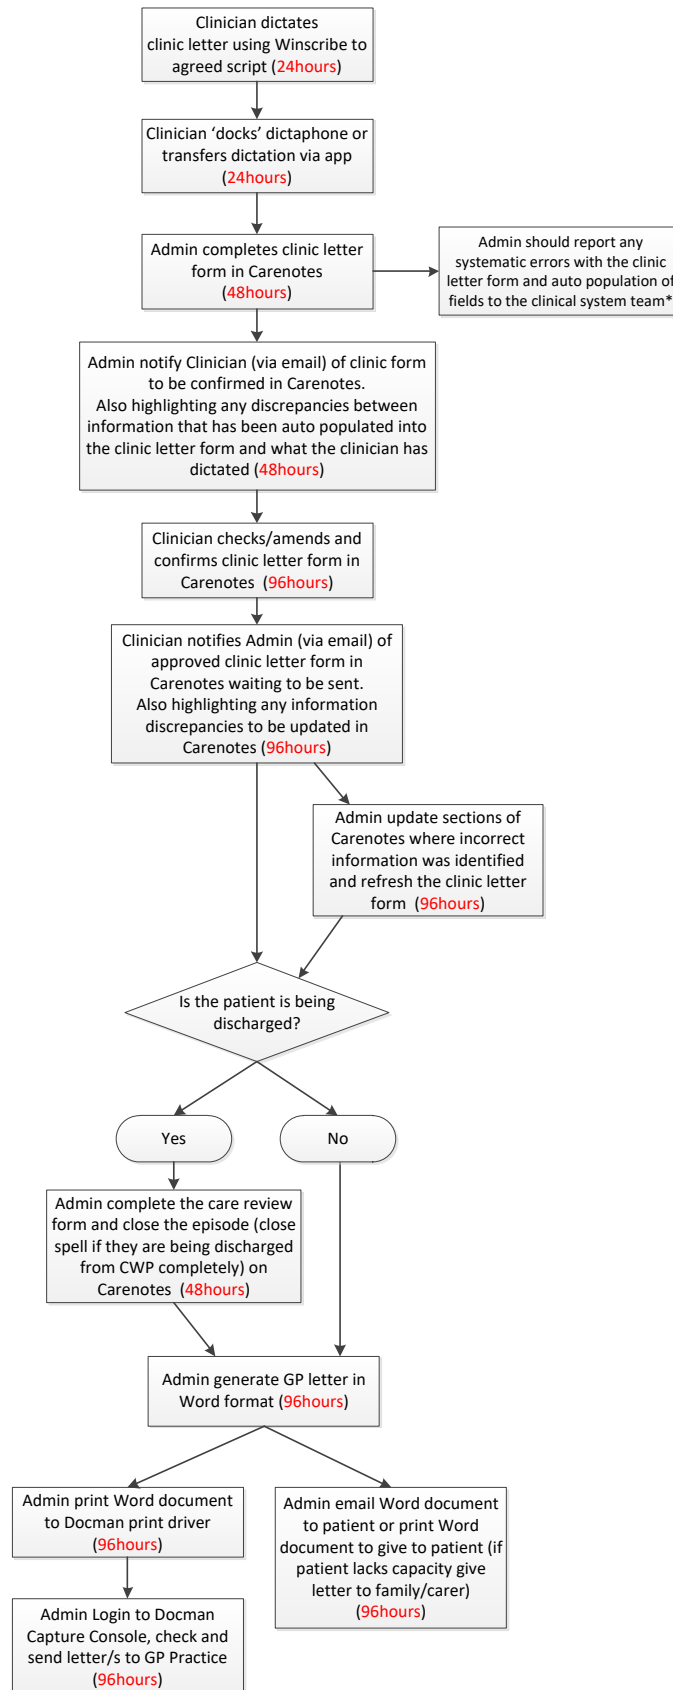 Clinician dictates
clinic letter using Winscribe to
agreed script (24hours)
Clinician ‘docks’ dictaphone or
transfers dictation via app
(24hours)
Admin completes clinic letter
form in Carenotes
(48hours)
Admin should report any
systematic errors with the clinic
letter form and auto population of
fields to the clinical system team*
Admin notify Clinician (via email) of clinic form
to be confirmed in Carenotes.
Also highlighting any discrepancies between
information that has been auto populated into
the clinic letter form and what the clinician has
dictated (48hours)
Clinician checks/amends and
confirms clinic letter form in
Carenotes (96hours)
Clinician notifies Admin (via email) of
approved clinic letter form in
Carenotes waiting to be sent.
Also highlighting any information
discrepancies to be updated in
Carenotes (96hours)
Admin update sections of
Carenotes where incorrect
information was identified
and refresh the clinic letter
form (96hours)
Is the patient is being
discharged?
Yes
No
Admin complete the care review
form and close the episode (close
spell if they are being discharged
from CWP completely) on
Carenotes (48hours)
Admin generate GP letter in
Word format (96hours)
Admin print Word document
to Docman print driver
(96hours)
Admin email Word document
to patient or print Word
document to give to patient (if
patient lacks capacity give
letter to family/carer)
(96hours)
Admin Login to Docman
Capture Console, check and
send letter/s to GP Practice
(96hours)